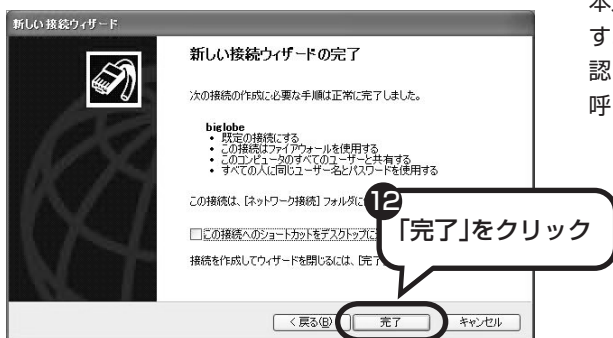 新しい接続ウィザード
新しい接続ウィザードの完了
次の接続の作成に必要な手順は正常に完了しました。
biglobe
• 既定の接続にする
• この接続はファイアウォールを使用する
• このコンピュータのすべてのユーザーと共有する
• すべての人に同じユーザー名とパスワードを使用する
この接続は、[ネットワーク接続] フォルダに
この接続へのショートカットをデスクトップに
接続を作成してウィザードを閉じるには、[完了
12
「完了」をクリック
< 戻る(B)
完了
キャンセル
本
す
認
呼